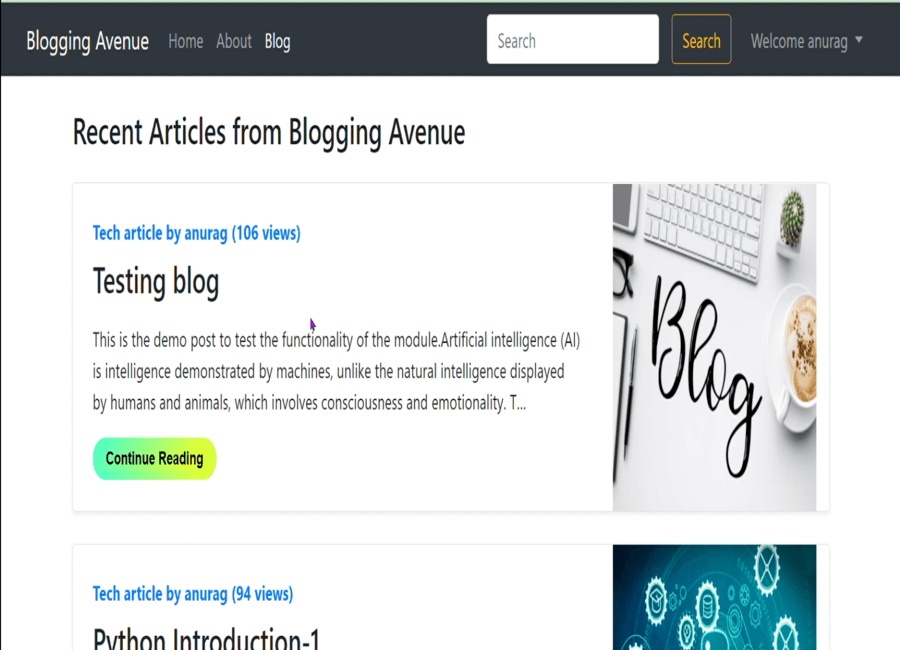 Blogging Avenue Home About Blog Search Search Welcome anurag
Recent Articles from Blogging Avenue
Tech article by anurag (106 views)
Testing blog
This is the demo post to test the functionality of the module.Artificial intelligence (AI)
is intelligence demonstrated by machines, unlike the natural intelligence displayed
by humans and animals, which involves consciousness and emotionality. T...
Continue Reading
Blog
Tech article by anurag (94 views)
Python Introduction-1